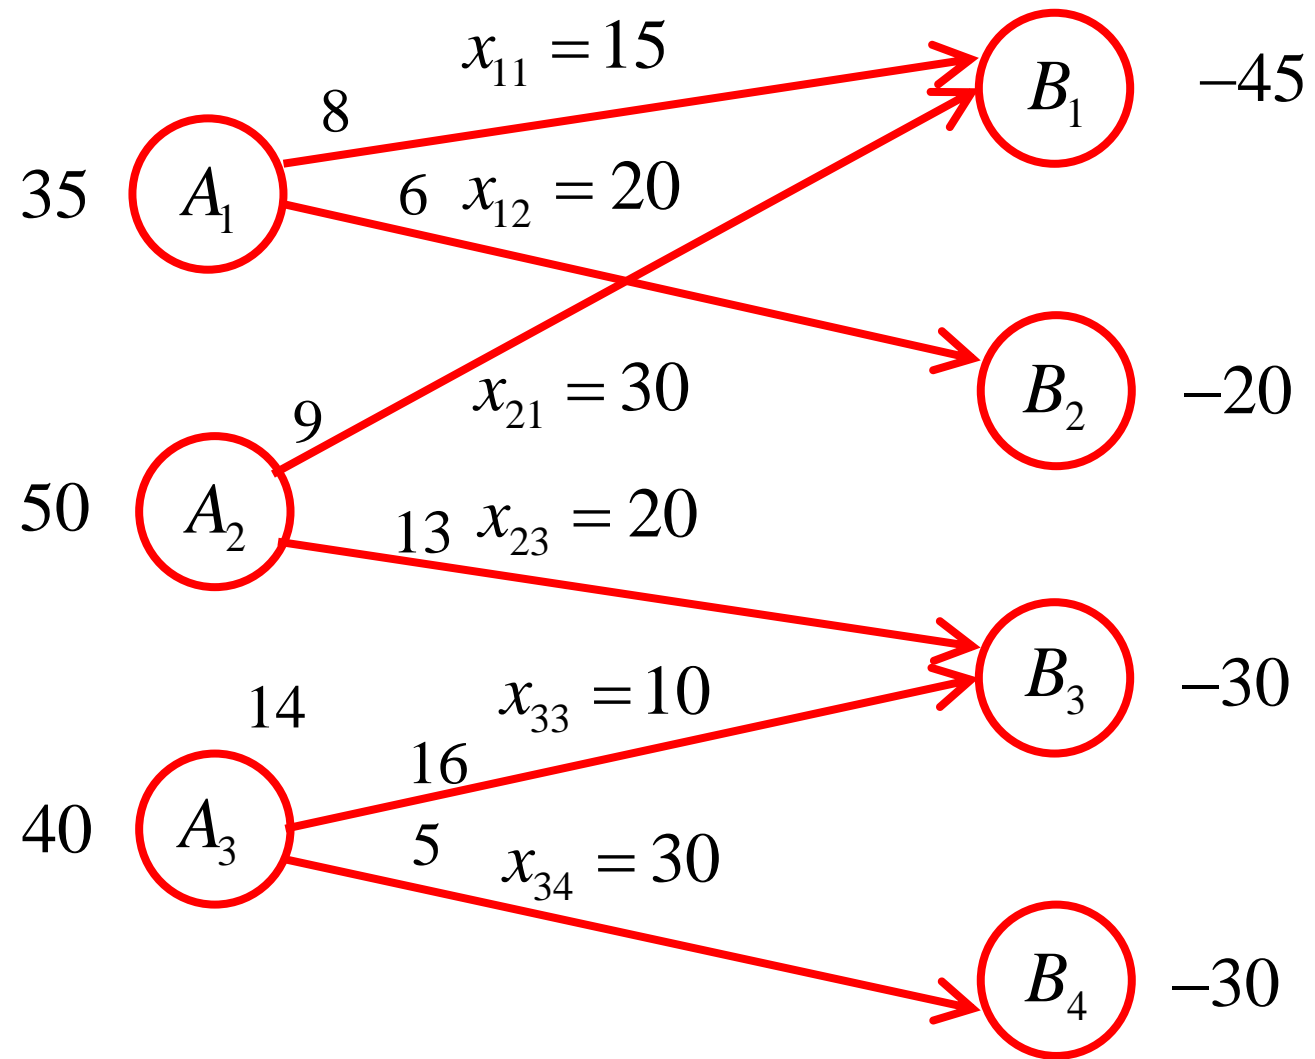 x₁₁ = 15
B₁ −45
8
35 A₁
6 x₁₂ = 20
x₂₁ = 30
B₂ −20
9
50 A₂
13 x₂₃ = 20
B₃ −30
14
x₃₃ = 10
16
40 A₃
5 x₃₄ = 30
B₄ −30